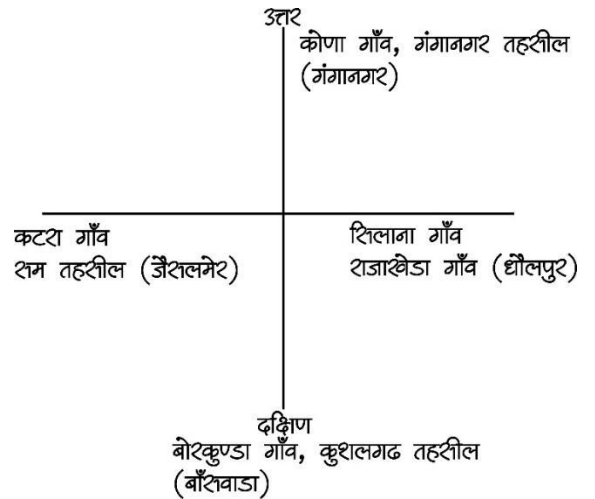 उत्तर
कोणा गाँव, गंगानगर तहसील
(गंगानगर)
कटरा गाँव
सम तहसील (जैसलमेर)
सिलाना गाँव
राजाखेडा गाँव (धौलपुर)
दक्षिण
बोरकुण्डा गाँव, कुशलगढ तहसील
(बाँसवाडा)